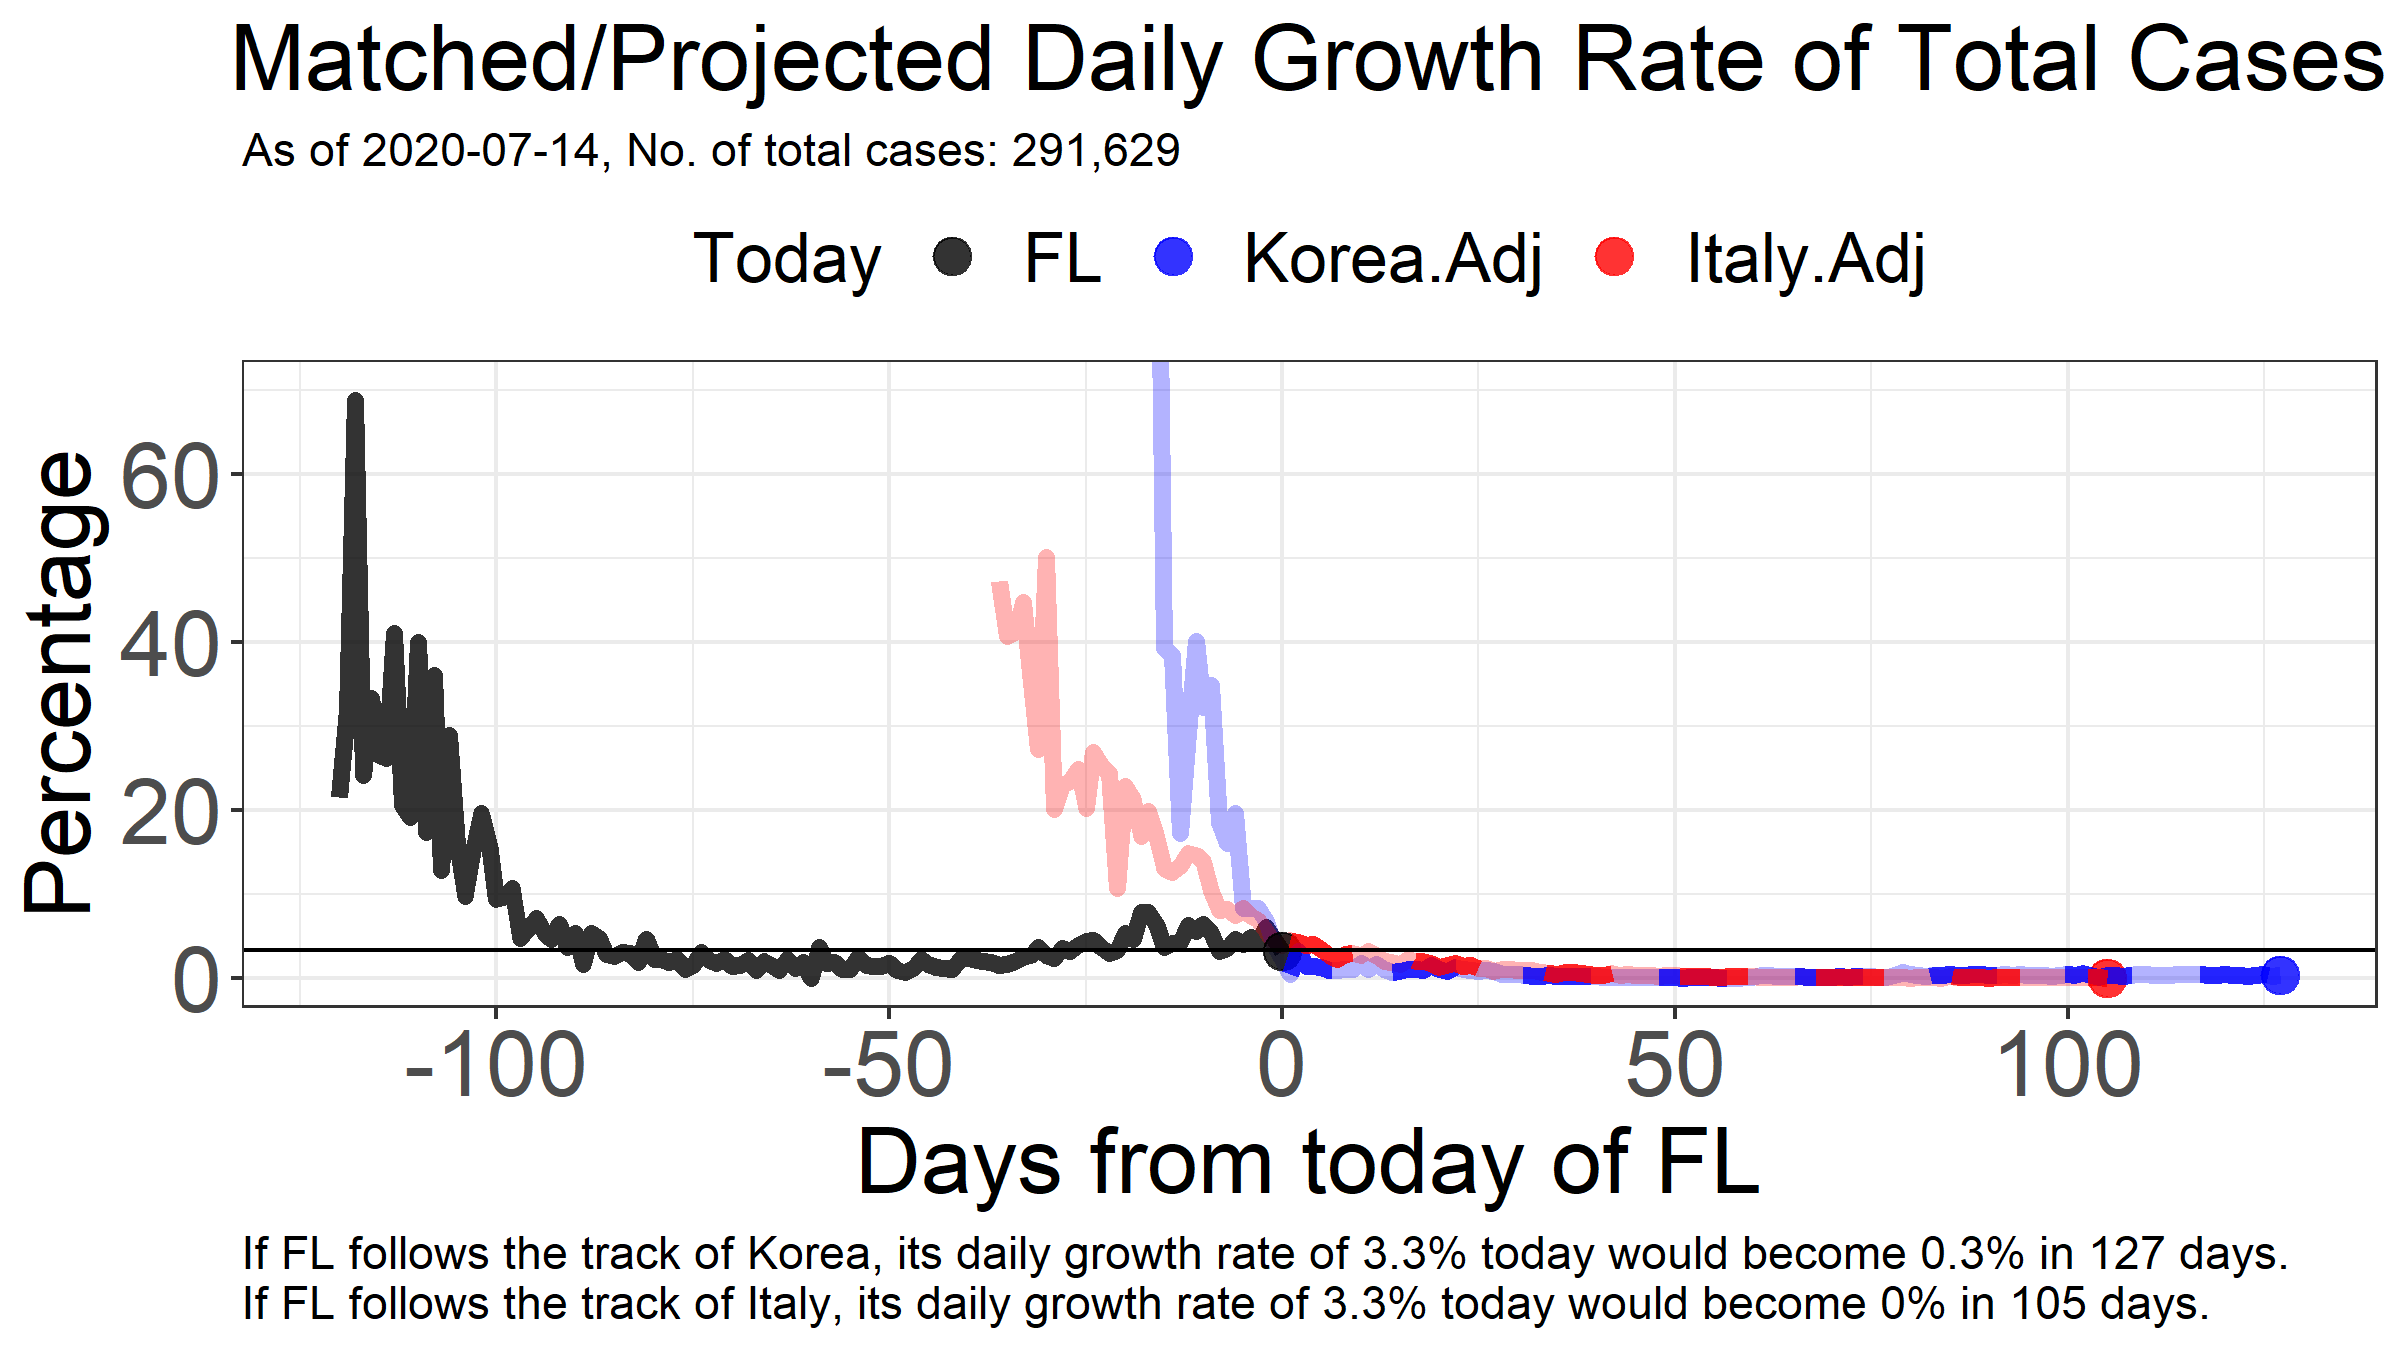 Matched/Projected Daily Growth Rate of Total Cases
As of 2020-07-14, No. of total cases: 291,629
Today FL Korea.Adj Italy.Adj
Percentage
60
40
20
0
-100 -50 0 50 100
Days from today of FL
If FL follows the track of Korea, its daily growth rate of 3.3% today would become 0.3% in 127 days.
If FL follows the track of Italy, its daily growth rate of 3.3% today would become 0% in 105 days.